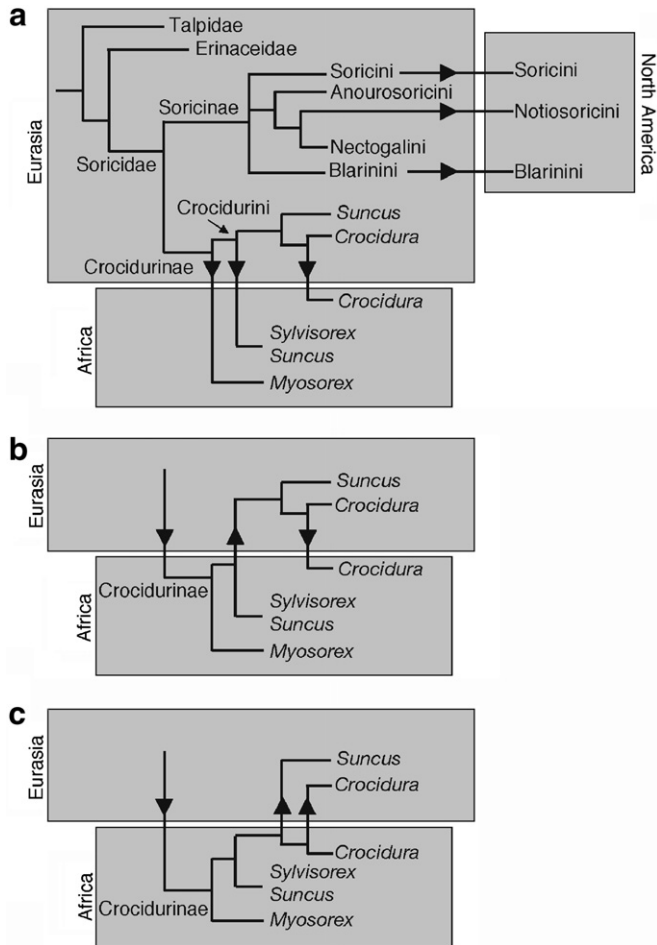 a
Eurasia
Talpidae
Erinaceidae
Soricidae
Soricinae
Soricini
Anourosoricini
Nectogalini
Blarinini
Crocidurini
Crocidurinae
Suncus
Crocidura
North America
Soricini
Notiosoricini
Blarinini
Africa
Crocidura
Sylvisorex
Suncus
Myosorex
b
Eurasia
Suncus
Crocidura
Africa
Crocidurinae
Crocidura
Sylvisorex
Suncus
Myosorex
c
Eurasia
Suncus
Crocidura
Africa
Crocidurinae
Crocidura
Sylvisorex
Suncus
Myosorex